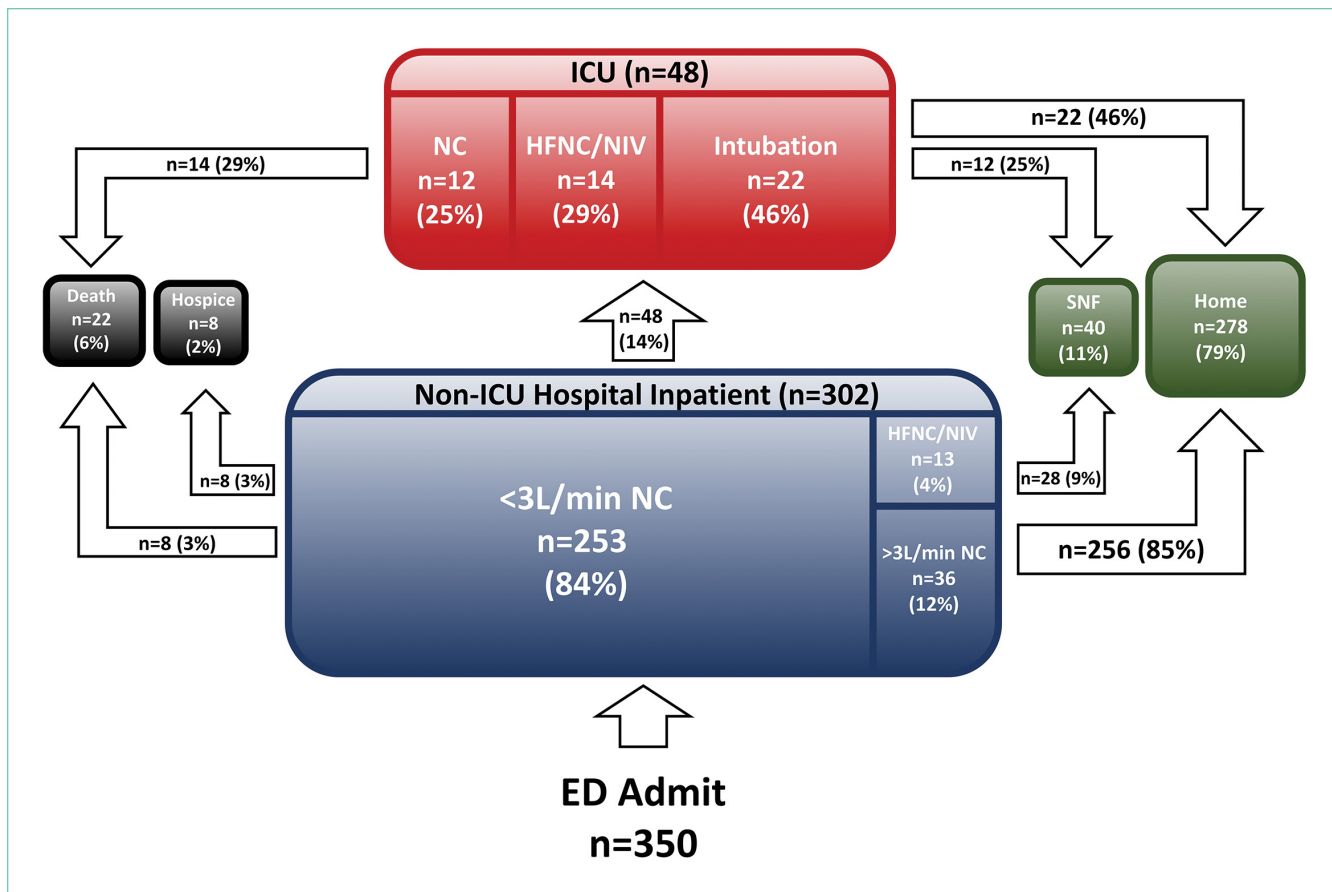 ICU (n=48)
NC
n=12
(25%)
HFNC/NIV
n=14
(29%)
Intubation
n=22
(46%)
n=14 (29%)
n=22 (46%)
n=12 (25%)
Death
n=22
(6%)
Hospice
n=8
(2%)
n=48
(14%)
SNF
n=40
(11%)
Home
n=278
(79%)
Non-ICU Hospital Inpatient (n=302)
<3L/min NC
n=253
(84%)
HFNC/NIV
n=13
(4%)
>3L/min NC
n=36
(12%)
n=8 (3%)
n=8 (3%)
n=28 (9%)
n=256 (85%)
ED Admit
n=350